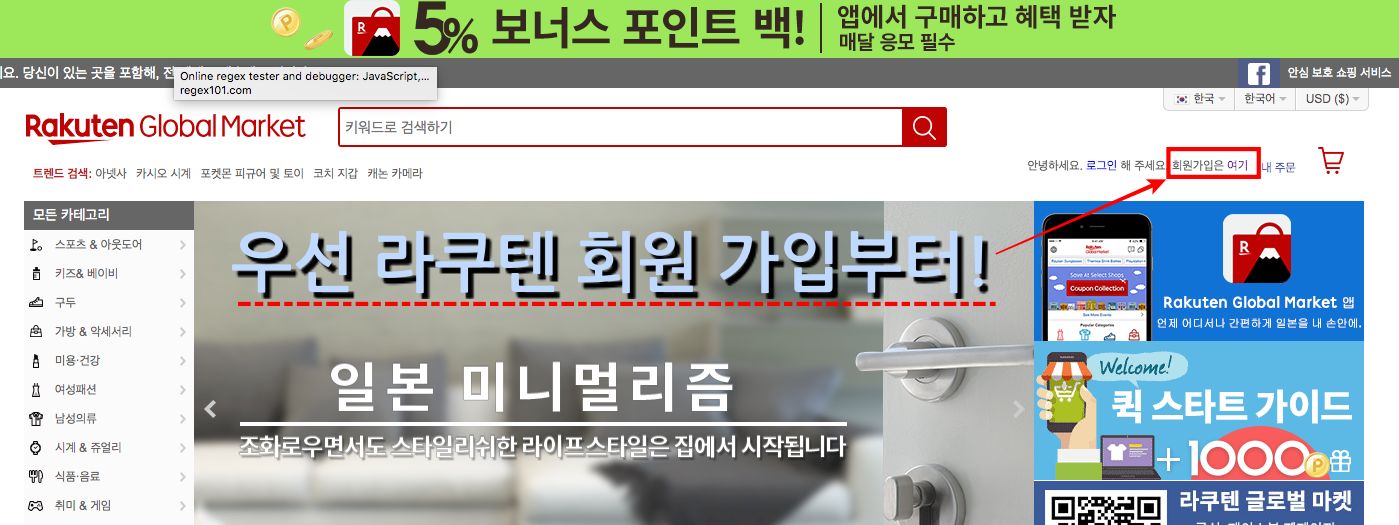 5% 보너스 포인트 백!
앱에서 구매하고 혜택 받자
매달 응모 필수
요. 당신이 있는 곳을 포함해, 전
안심 보호 쇼핑 서비스
Online regex tester and debugger: JavaScript,...
regex101.com
한국
한국어
USD ($)
Rakuten Global Market
키워드로 검색하기
안녕하세요. 로그인 해 주세요
회원가입은 여기
내 주문
트렌드 검색: 아넷사 카시오 시계 포켓몬 피규어 및 토이 코치 지갑 캐논 카메라
모든 카테고리
스포츠 & 아웃도어
키즈& 베이비
구두
가방 & 악세서리
미용·건강
여성패션
남성의류
시계 & 쥬얼리
식품·음료
취미 & 게임
우선 라쿠텐 회원 가입부터!
일본 미니멀리즘
조화로우면서도 스타일리쉬한 라이프스타일은 집에서 시작됩니다
Save At Select Shops
Coupon Collection
See More Events
Popular Categories
R
Rakuten Global Market 앱
언제 어디서나 간편하게 일본을 내 손안에.
Welcome!
퀵 스타트 가이드
+1000 P
라쿠텐 글로벌 마켓